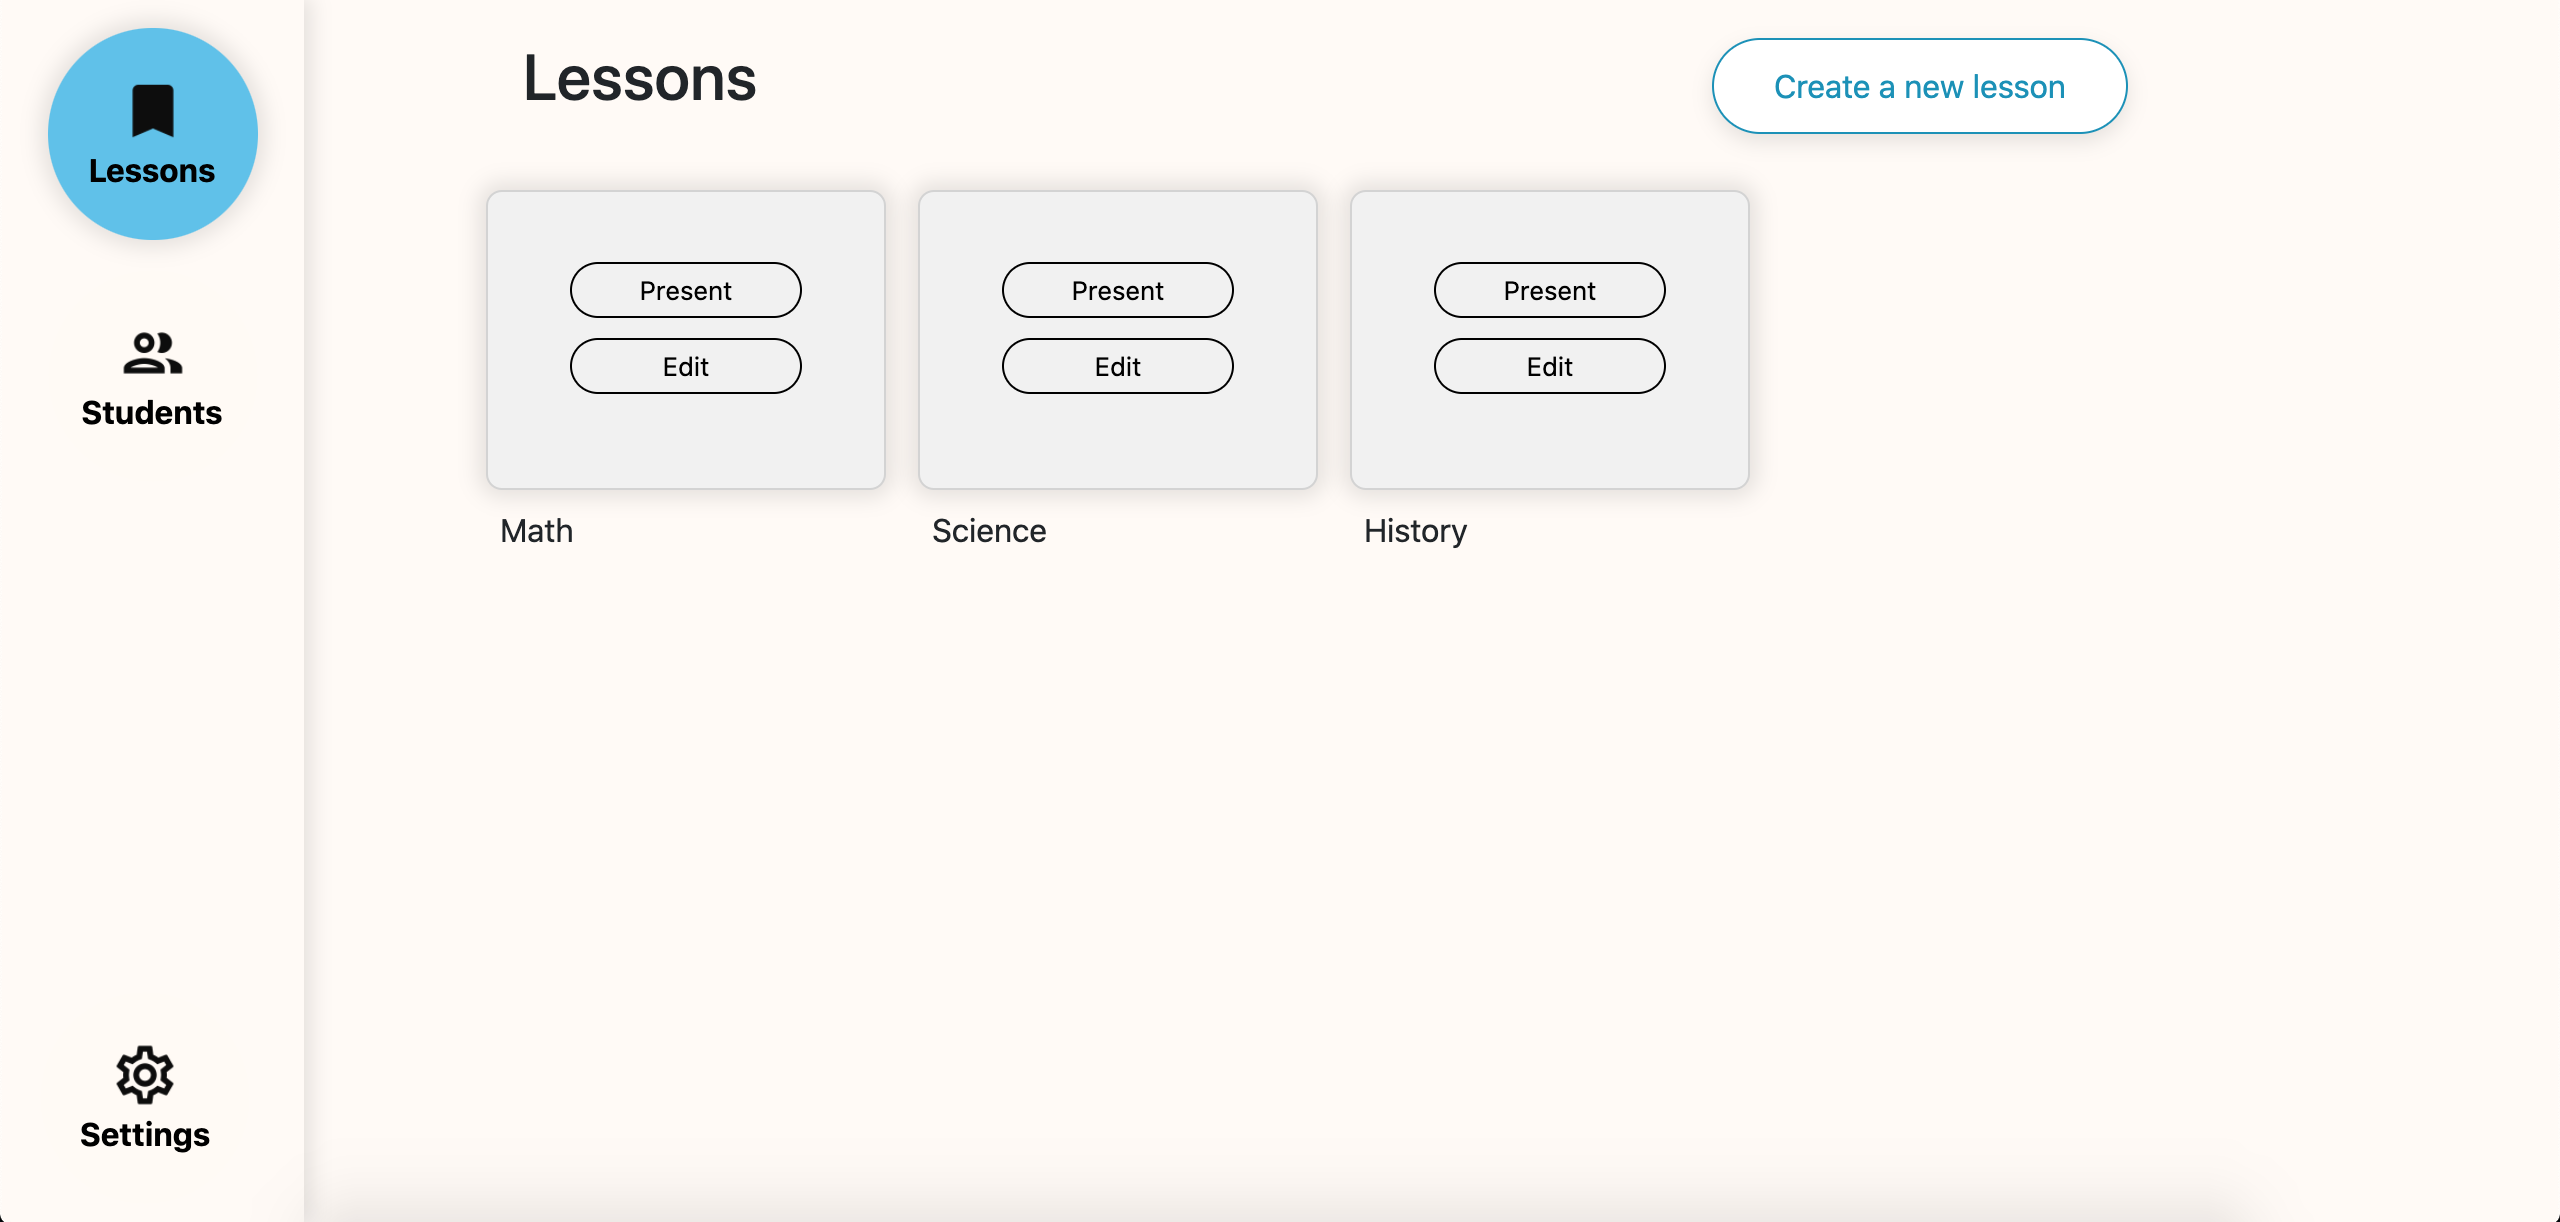 Lessons
Students
Settings
Lessons
Create a new lesson
Present
Edit
Math
Present
Edit
Science
Present
Edit
History